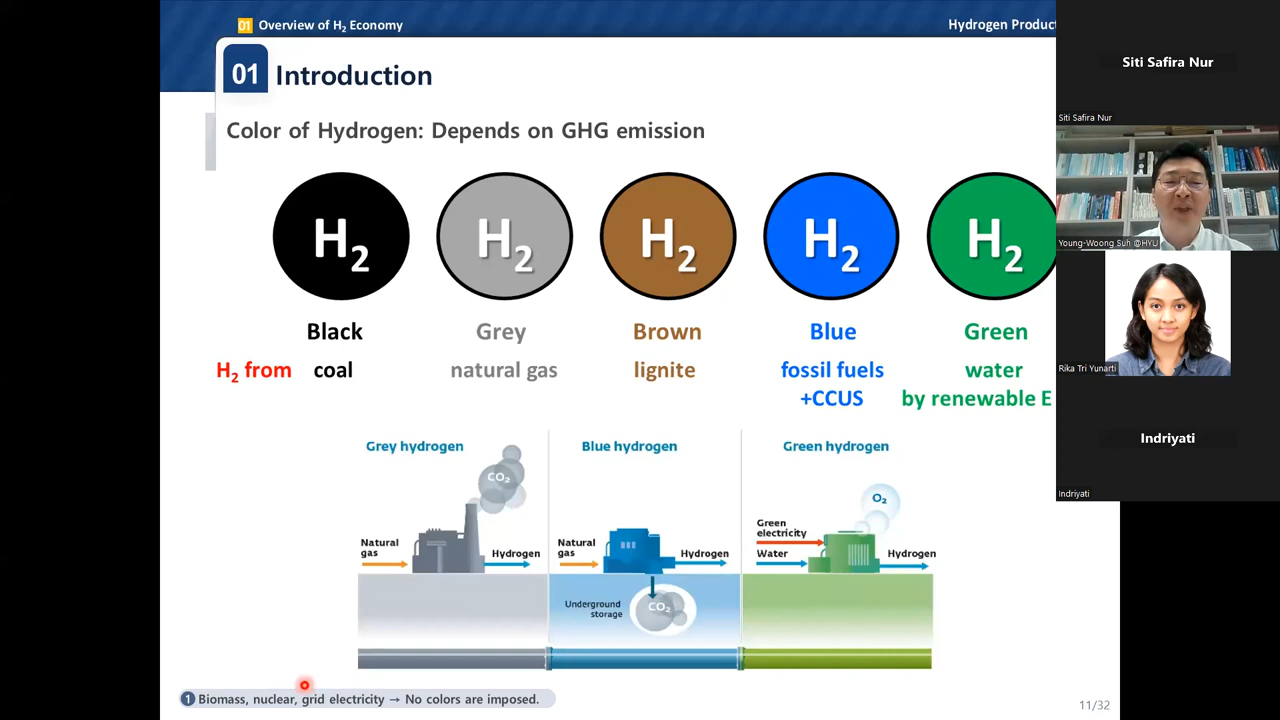 01 Overview of H2 Economy
Hydrogen Produc
01 Introduction
Color of Hydrogen: Depends on GHG emission
H2 H2 H2 H2 H2
Black Grey Brown Blue Green
H2 from coal natural gas lignite fossil fuels water
+CCUS by renewable E
Grey hydrogen Blue hydrogen Green hydrogen
CO2
O2
Natural gas
Hydrogen
Natural gas
Hydrogen
Underground storage
CO2
Green electricity
Water
Hydrogen
1 Biomass, nuclear, grid electricity → No colors are imposed.
11/32
Siti Safira Nur
Siti Safira Nur
Young-Woong Suh @HYU
Rika Tri Yunarti
Indriyati
Indriyati